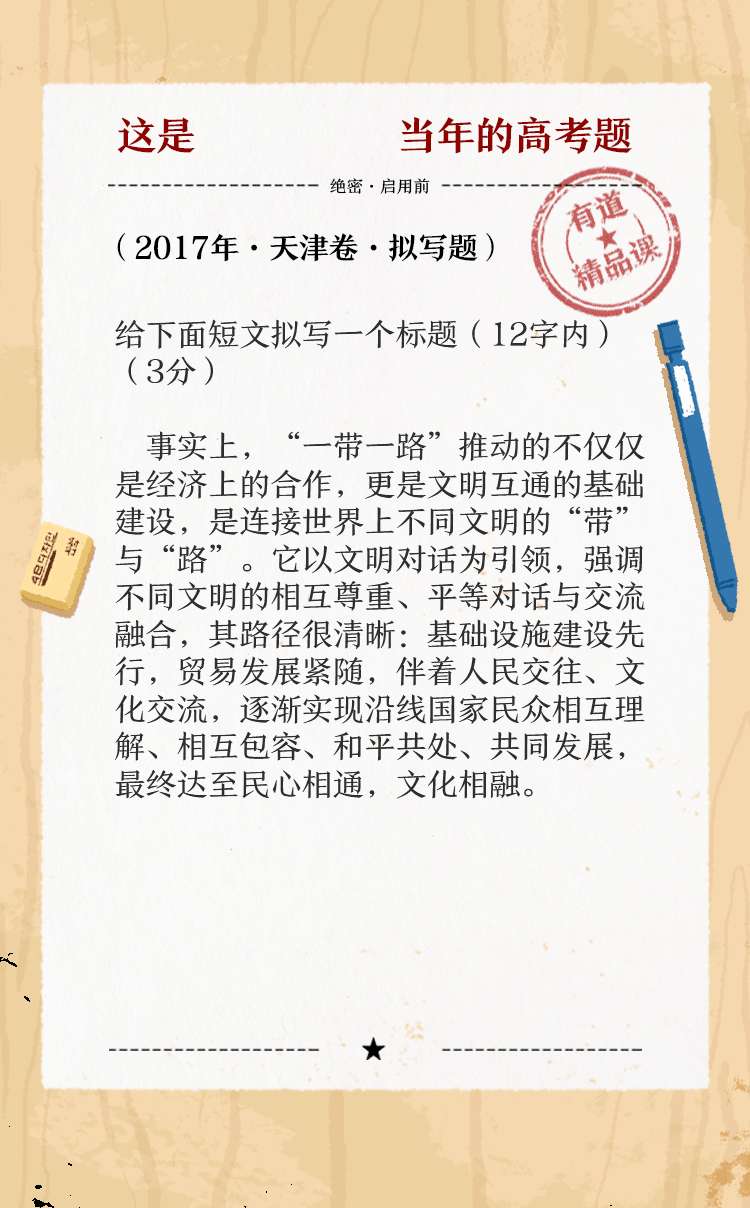 这是 当年的高考题
绝密·启用前
有道
精品课
（2017年·天津卷·拟写题）
给下面短文拟写一个标题（12字内）
（3分）
事实上，“一带一路”推动的不仅仅
是经济上的合作，更是文明互通的基础
建设，是连接世界上不同文明的“带”
与“路”。它以文明对话为引领，强调
不同文明的相互尊重、平等对话与交流
融合，其路径很清晰：基础设施建设先
行，贸易发展紧随，伴着人民交往、文
化交流，逐渐实现沿线国家民众相互理
解、相互包容、和平共处、共同发展，
最终达至民心相通，文化相融。